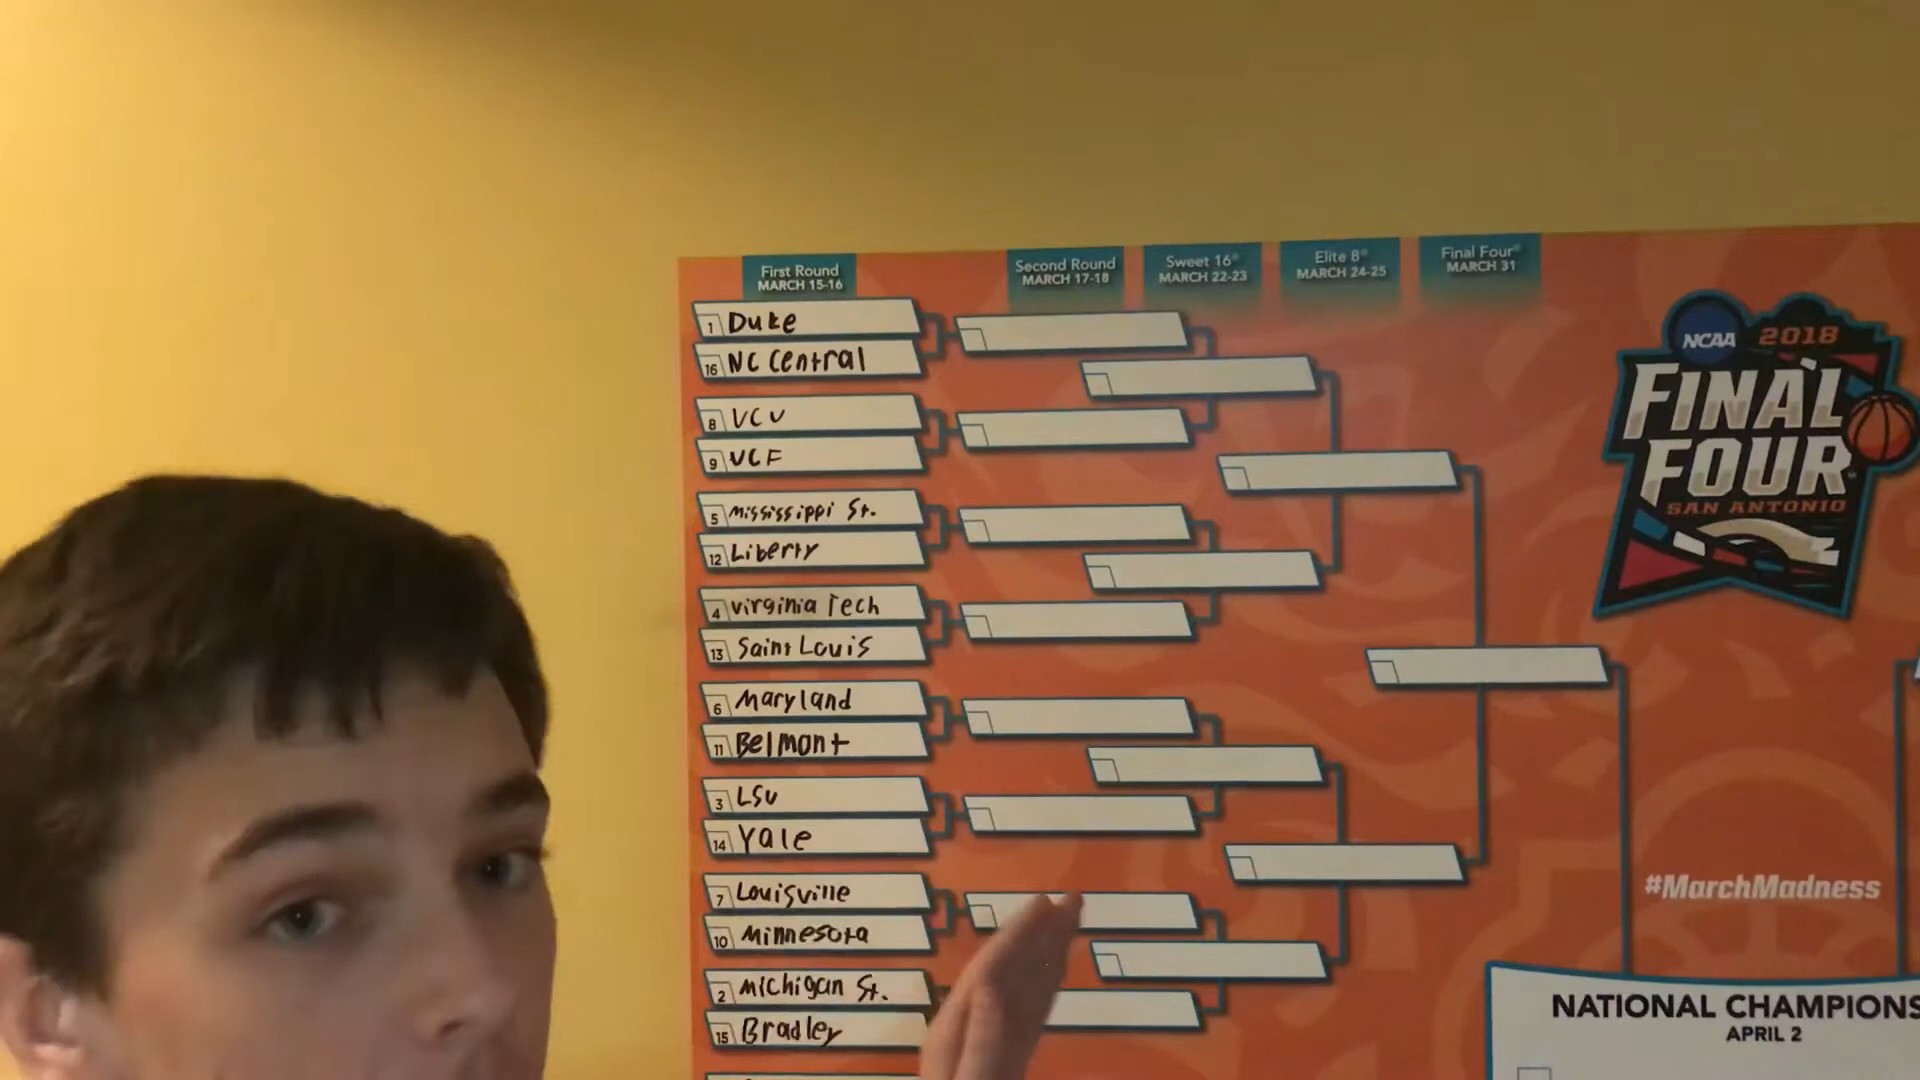 First Round
MARCH 15-16
Second Round
MARCH 17-18
Sweet 16®
MARCH 22-23
Elite 8®
MARCH 24-25
Final Four®
MARCH 31
1 Duke
16 NC Central
8 VCU
9 UCF
5 Mississippi St.
12 Liberty
4 Virginia Tech
13 Saint Louis
6 Maryland
11 Belmont
3 LSU
14 Yale
7 Louisville
10 Minnesota
2 Michigan St.
15 Bradley
NCAA 2018
FINAL
FOUR
SAN ANTONIO
#MarchMadness
NATIONAL CHAMPIONS
APRIL 2